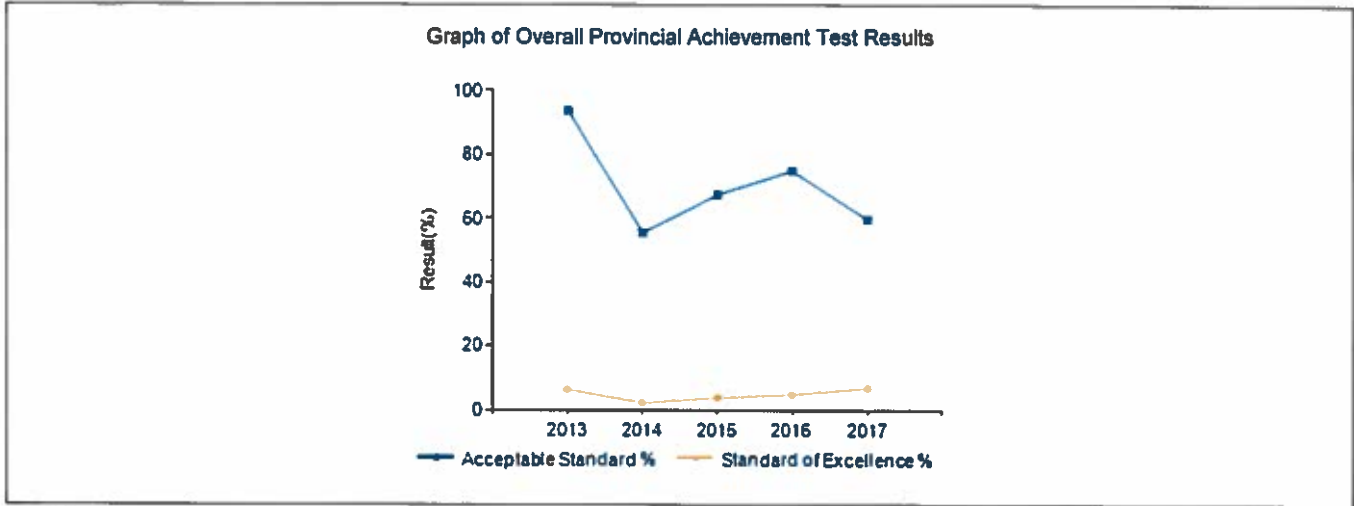 Graph of Overall Provincial Achievement Test Results
100
80
60
40
20
0
Result(%)
2013 2014 2015 2016 2017
Acceptable Standard % Standard of Excellence %